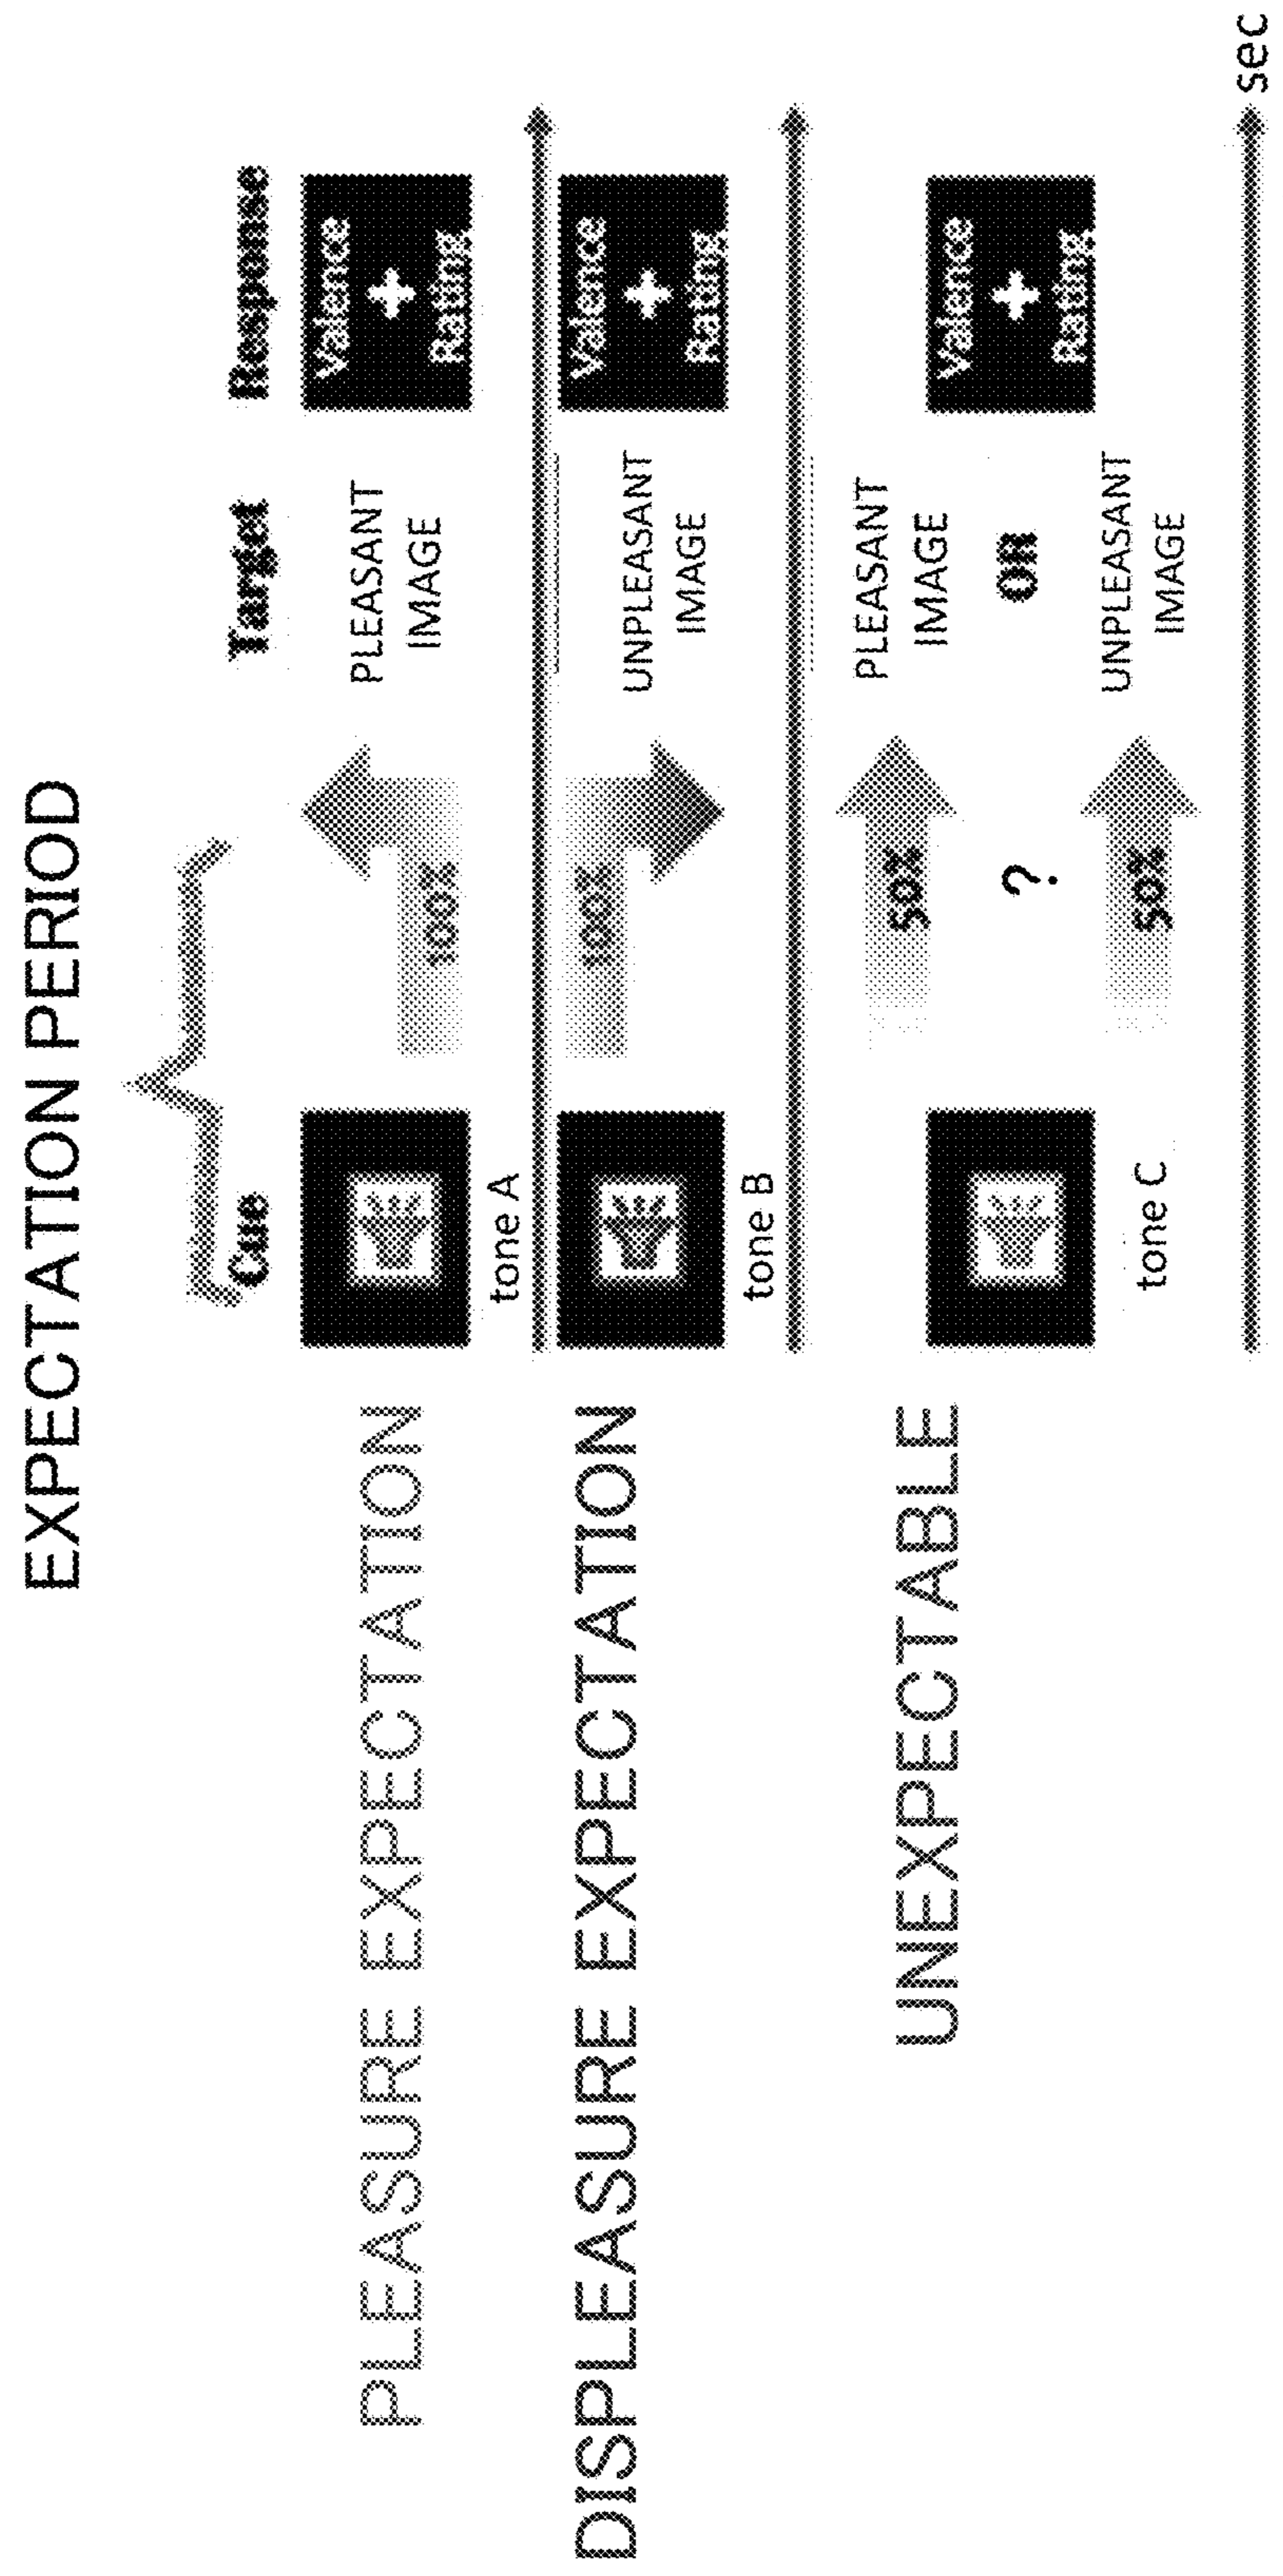 EXPECTATION PERIOD
Cue
Target
Response
PLEASURE EXPECTATION
tone A
100%
PLEASANT
IMAGE
Valence
Rating
DISPLEASURE EXPECTATION
tone B
100%
UNPLEASANT
IMAGE
Valence
Rating
UNEXPECTABLE
tone C
50%
?
50%
PLEASANT
IMAGE
OR
UNPLEASANT
IMAGE
Valence
Rating
sec